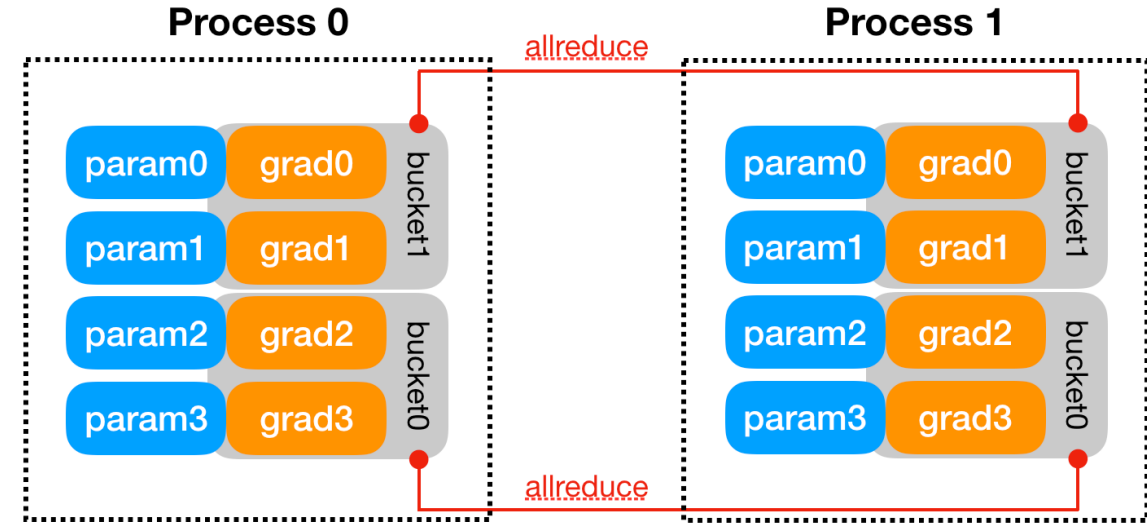 Process 0
Process 1
allreduce
param0 grad0
param1 grad1
bucket1
param2 grad2
param3 grad3
bucket0
param0 grad0
param1 grad1
bucket1
param2 grad2
param3 grad3
bucket0
allreduce